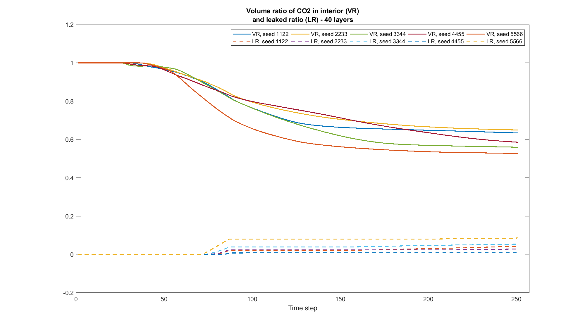 Volume ratio of CO2 in interior (VR)
and leaked ratio (LR) - 40 layers
VR, seed 1122 VR, seed 2233 VR, seed 3344 VR, seed 4455 VR, seed 5566
LR, seed 1122 LR, seed 2233 LR, seed 3344 LR, seed 4455 LR, seed 5566
1.2
1
0.8
0.6
0.4
0.2
0
-0.2
0 50 100 150 200 250
Time step